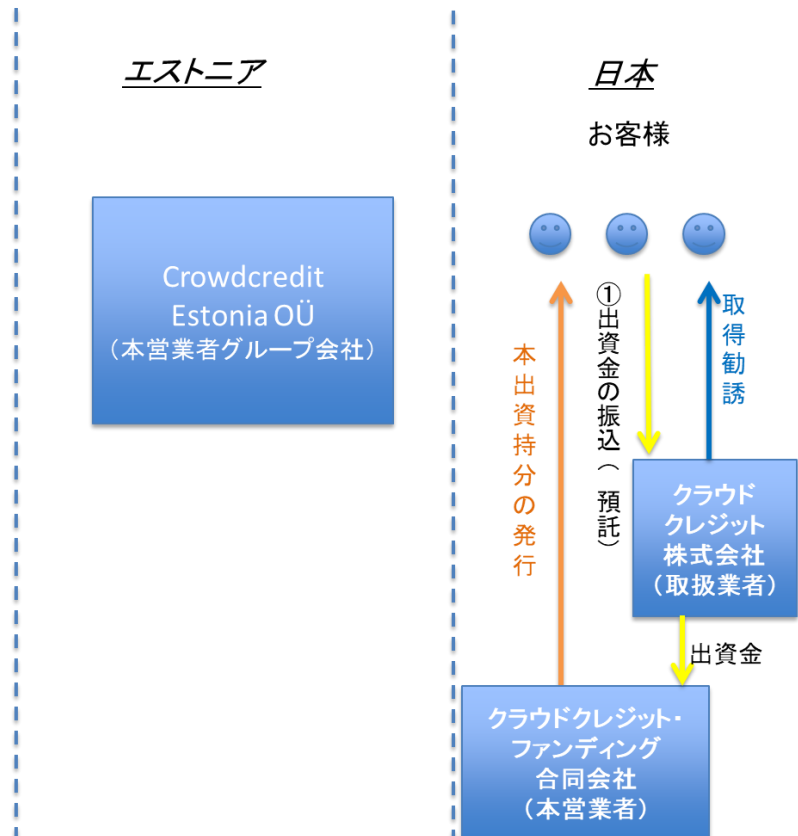 エストニア
日本
お客様
Crowdcredit
Estonia OÜ
（本営業者グループ会社）
本出資持分の発行
①出資金の振込（預託）
取得勧誘
クラウド
クレジット
株式会社
（取扱業者）
出資金
クラウドクレジット・
ファンディング
合同会社
（本営業者）